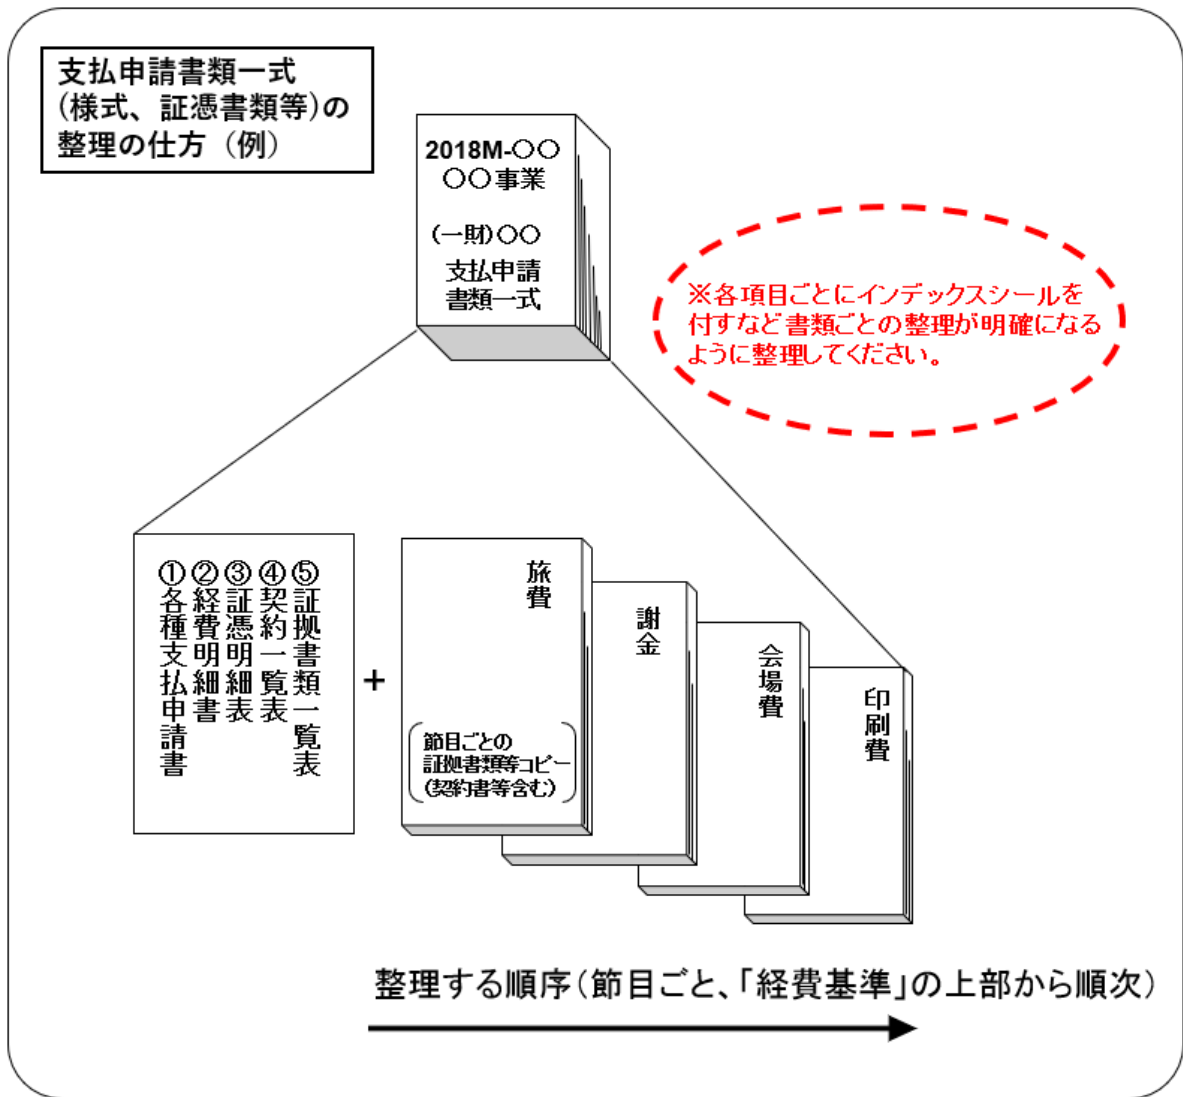 支払申請書類一式
(様式、証憑書類等)の
整理の仕方（例）
2018M-〇〇
〇〇事業
(一財)〇〇
支払申請
書類一式
※各項目ごとにインデックスシールを
付すなど書類ごとの整理が明確になる
ように整理してください。
①各種支払申請書
②経費明細書
③証憑明細表
④契約一覧表
⑤証拠書類一覧表
+
旅費
節目ごとの
証拠書類等コピー
(契約書等含む)
謝金
会場費
印刷費
整理する順序(節目ごと、「経費基準」の上部から順次)